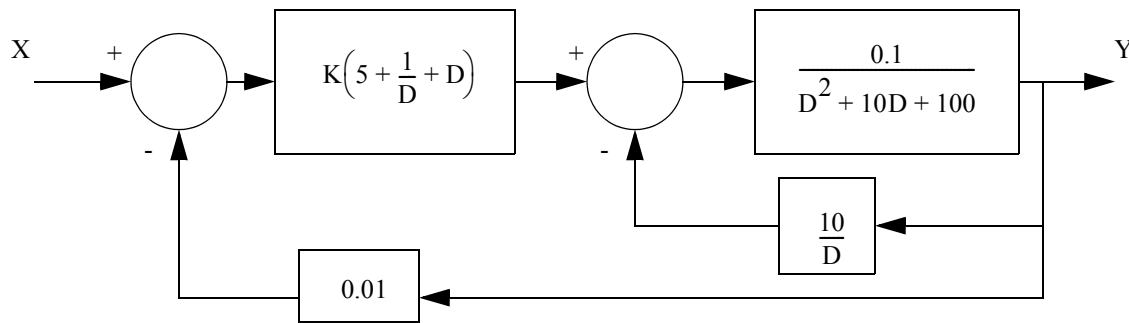 X
+
-
K(5 + 1/D + D)
+
-
0.1/(D^2 + 10D + 100)
Y
10/D
0.01